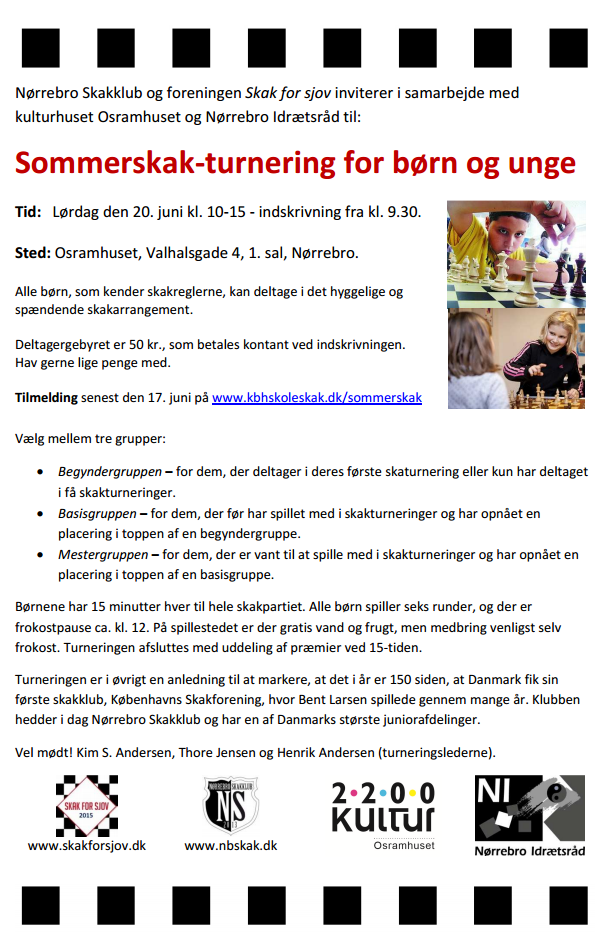 Nørrebro Skakklub og foreningen Skak for sjov inviterer i samarbejde med
kulturhuset Osramhuset og Nørrebro Idrætsråd til:
Sommerskak-turnering for børn og unge
Tid: Lørdag den 20. juni kl. 10-15 - indskrivning fra kl. 9.30.
Sted: Osramhuset, Valhalsgade 4, 1. sal, Nørrebro.
Alle børn, som kender skakreglerne, kan deltage i det hyggelige og
spændende skakarrangement.
Deltagergebyret er 50 kr., som betales kontant ved indskrivningen.
Hav gerne lige penge med.
Tilmelding senest den 17. juni på www.kbhskoleskak.dk/sommerskak
Vælg mellem tre grupper:
• Begyndergruppen – for dem, der deltager i deres første skaturnering eller kun har deltaget
i få skakturneringer.
• Basisgruppen – for dem, der før har spillet med i skakturneringer og har opnået en
placering i toppen af en begyndergruppe.
• Mestergruppen – for dem, der er vant til at spille med i skakturneringer og har opnået en
placering i toppen af en basisgruppe.
Børnene har 15 minutter hver til hele skakpartiet. Alle børn spiller seks runder, og der er
frokostpause ca. kl. 12. På spillestedet er der gratis vand og frugt, men medbring venligst selv
frokost. Turneringen afsluttes med uddeling af præmier ved 15-tiden.
Turneringen er i øvrigt en anledning til at markere, at det i år er 150 siden, at Danmark fik sin
første skakklub, Københavns Skakforening, hvor Bent Larsen spillede gennem mange år. Klubben
hedder i dag Nørrebro Skakklub og har en af Danmarks største juniorafdelinger.
Vel mødt! Kim S. Andersen, Thore Jensen og Henrik Andersen (turneringslederne).
SKAK FOR SJOV
2015
www.skakforsjov.dk
NØRREBRO SKAKKLUB
NS
www.nbskak.dk
2·2·0·0
kultur
Osramhuset
NI
Nørrebro Idrætsråd